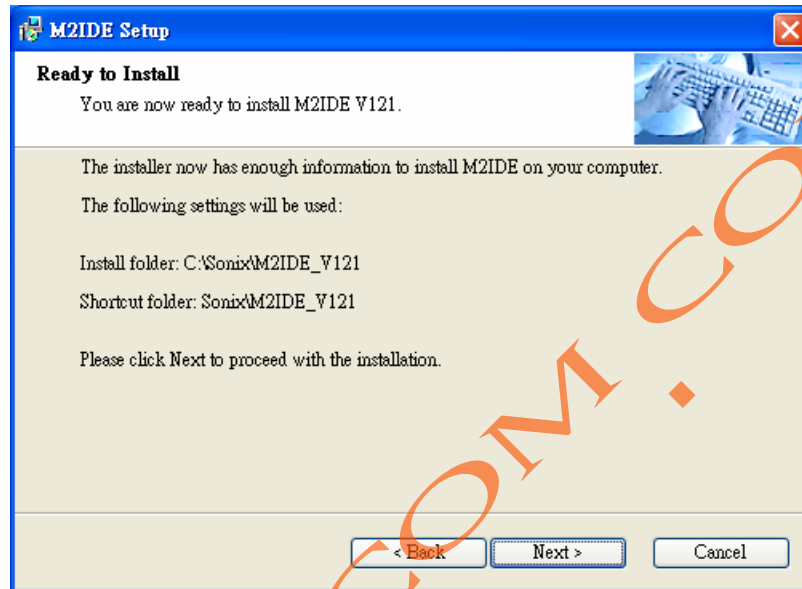 M2IDE Setup
Ready to Install
You are now ready to install M2IDE V121.
The installer now has enough information to install M2IDE on your computer.
The following settings will be used:
Install folder: C:\Sonix\M2IDE_V121
Shortcut folder: Sonix\M2IDE_V121
Please click Next to proceed with the installation.
< Back Next > Cancel
COM CO